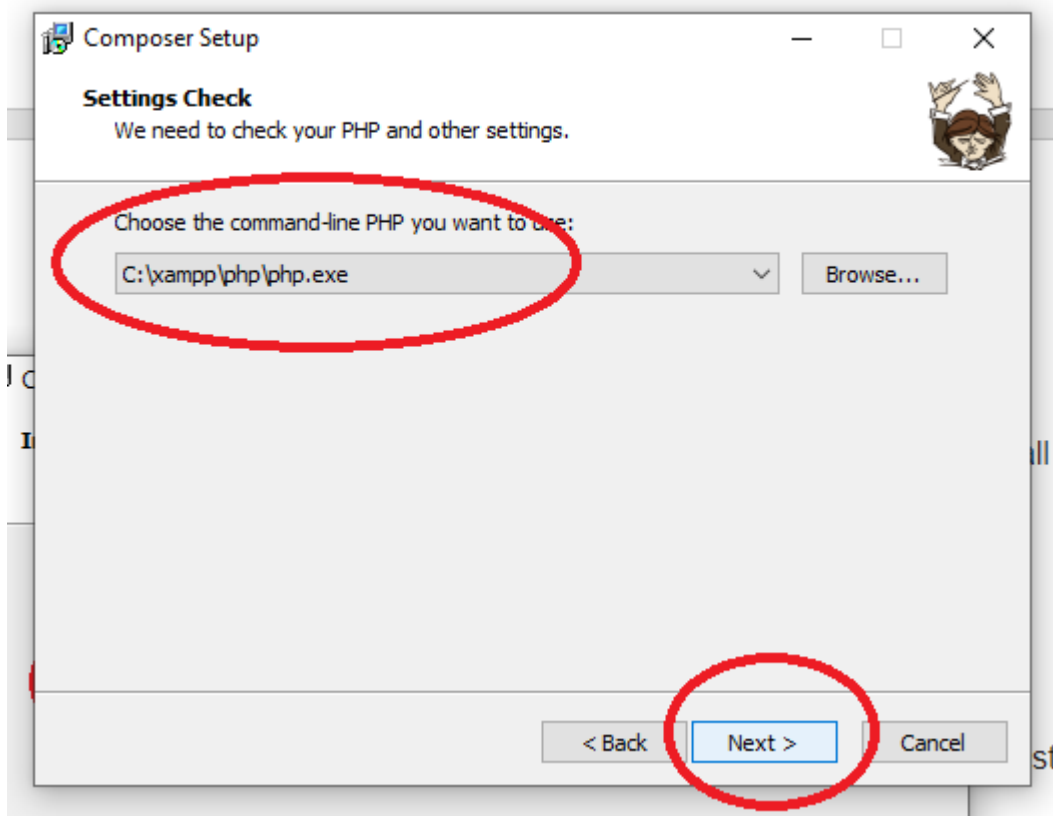 Composer Setup
Settings Check
We need to check your PHP and other settings.
Choose the command-line PHP you want to use:
C:\xampp\php\php.exe
Browse...
< Back
Next >
Cancel